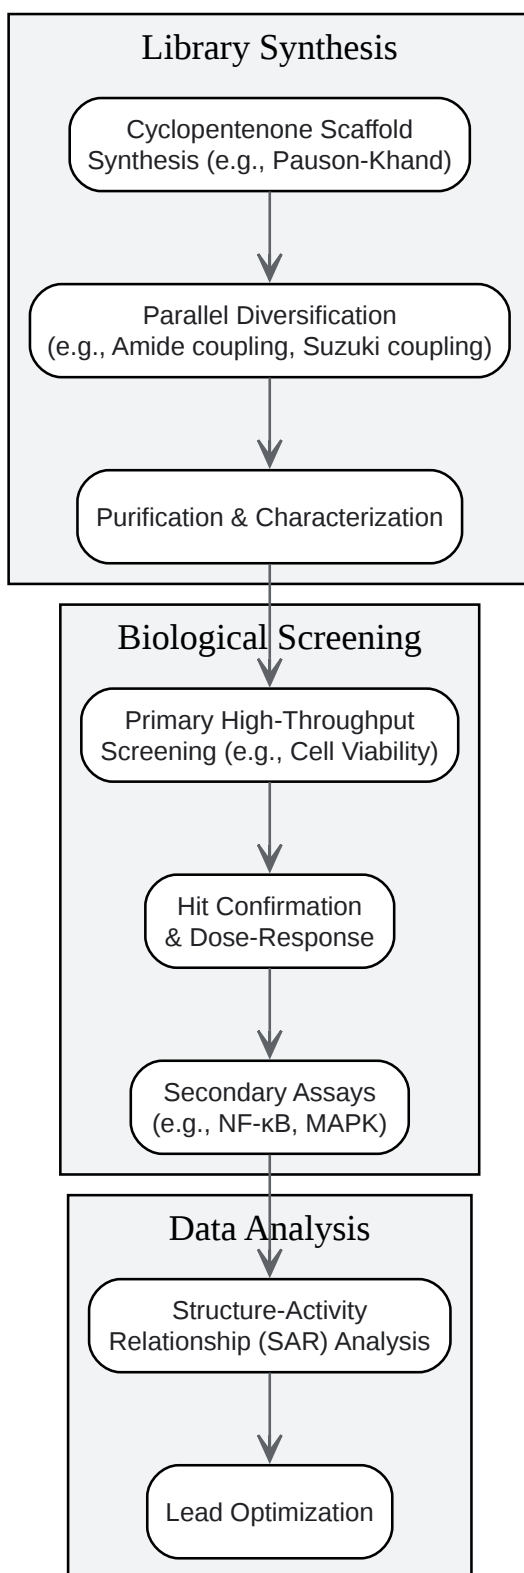 Library Synthesis
Cyclopentenone Scaffold
Synthesis (e.g., Pauson-Khand)
Parallel Diversification
(e.g., Amide coupling, Suzuki coupling)
Purification & Characterization
Biological Screening
Primary High-Throughput
Screening (e.g., Cell Viability)
Hit Confirmation
& Dose-Response
Secondary Assays
(e.g., NF-κB, MAPK)
Data Analysis
Structure-Activity
Relationship (SAR) Analysis
Lead Optimization